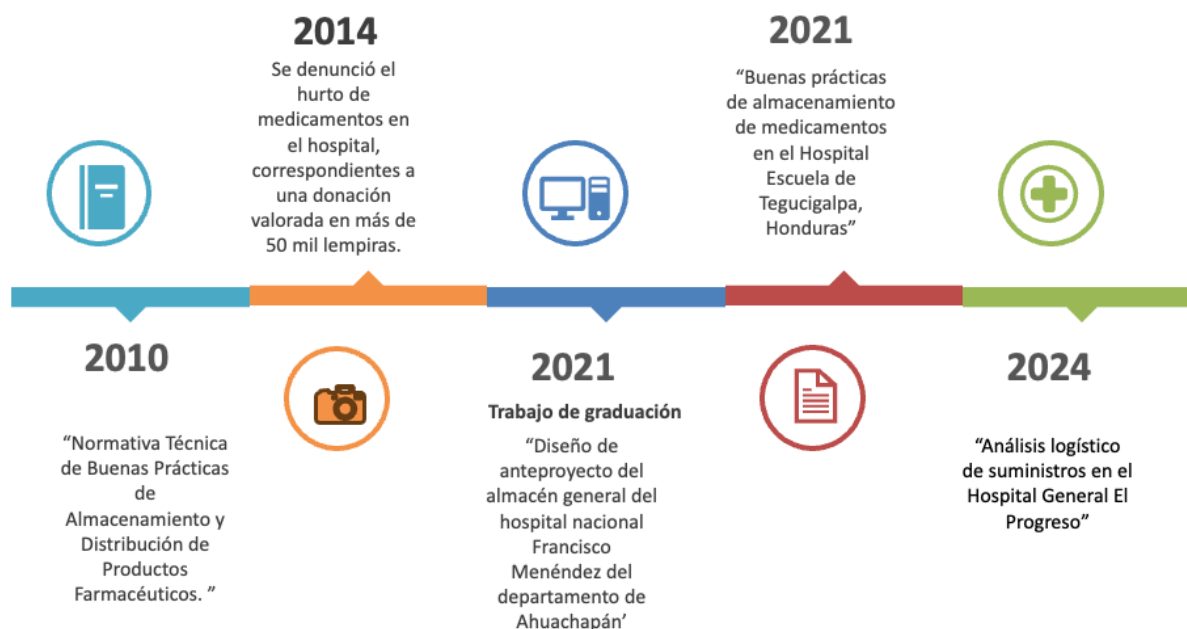 2014
Se denunció el
hurto de
medicamentos en
el hospital,
correspondientes a
una donación
valorada en más de
50 mil lempiras.
2021
“Buenas prácticas
de almacenamiento
de medicamentos
en el Hospital
Escuela de
Tegucigalpa,
Honduras”
2010
“Normativa Técnica
de Buenas Prácticas
de
Almacenamiento y
Distribución de
Productos
Farmacéuticos. ”
2021
Trabajo de graduación
“Diseño de
anteproyecto del
almacén general del
hospital nacional
Francisco
Menéndez del
departamento de
Ahuachapán’
2024
“Análisis logístico
de suministros en el
Hospital General El
Progreso”